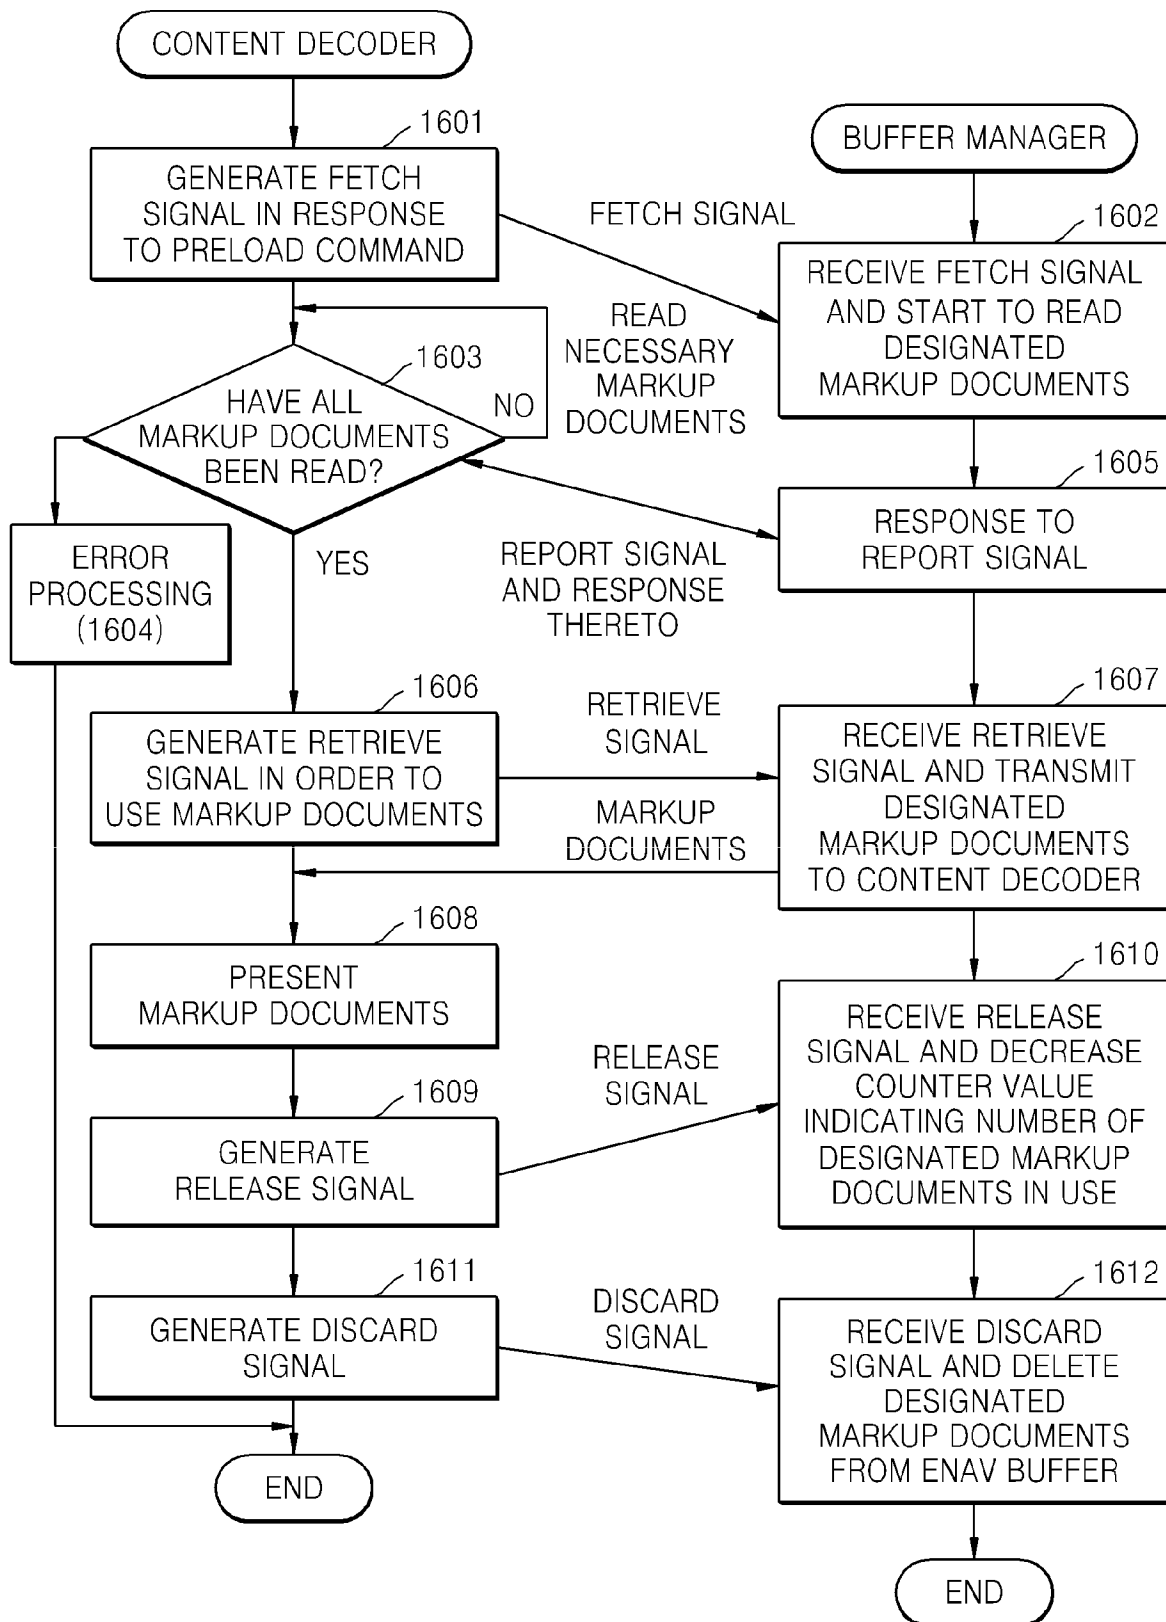 CONTENT DECODER
1601
GENERATE FETCH
SIGNAL IN RESPONSE
TO PRELOAD COMMAND
BUFFER MANAGER
FETCH SIGNAL
1602
RECEIVE FETCH SIGNAL
AND START TO READ
DESIGNATED
MARKUP DOCUMENTS
READ
NECESSARY
MARKUP
DOCUMENTS
1603
HAVE ALL
MARKUP DOCUMENTS
BEEN READ?
NO
1605
RESPONSE TO
REPORT SIGNAL
ERROR
PROCESSING
(1604)
YES
REPORT SIGNAL
AND RESPONSE
THERETO
1606
GENERATE RETRIEVE
SIGNAL IN ORDER TO
USE MARKUP DOCUMENTS
RETRIEVE
SIGNAL
1607
RECEIVE RETRIEVE
SIGNAL AND TRANSMIT
DESIGNATED
MARKUP DOCUMENTS
TO CONTENT DECODER
MARKUP
DOCUMENTS
1608
PRESENT
MARKUP DOCUMENTS
1609
GENERATE
RELEASE SIGNAL
RELEASE
SIGNAL
1610
RECEIVE RELEASE
SIGNAL AND DECREASE
COUNTER VALUE
INDICATING NUMBER OF
DESIGNATED MARKUP
DOCUMENTS IN USE
1611
GENERATE DISCARD
SIGNAL
DISCARD
SIGNAL
1612
RECEIVE DISCARD
SIGNAL AND DELETE
DESIGNATED
MARKUP DOCUMENTS
FROM ENAV BUFFER
END
END